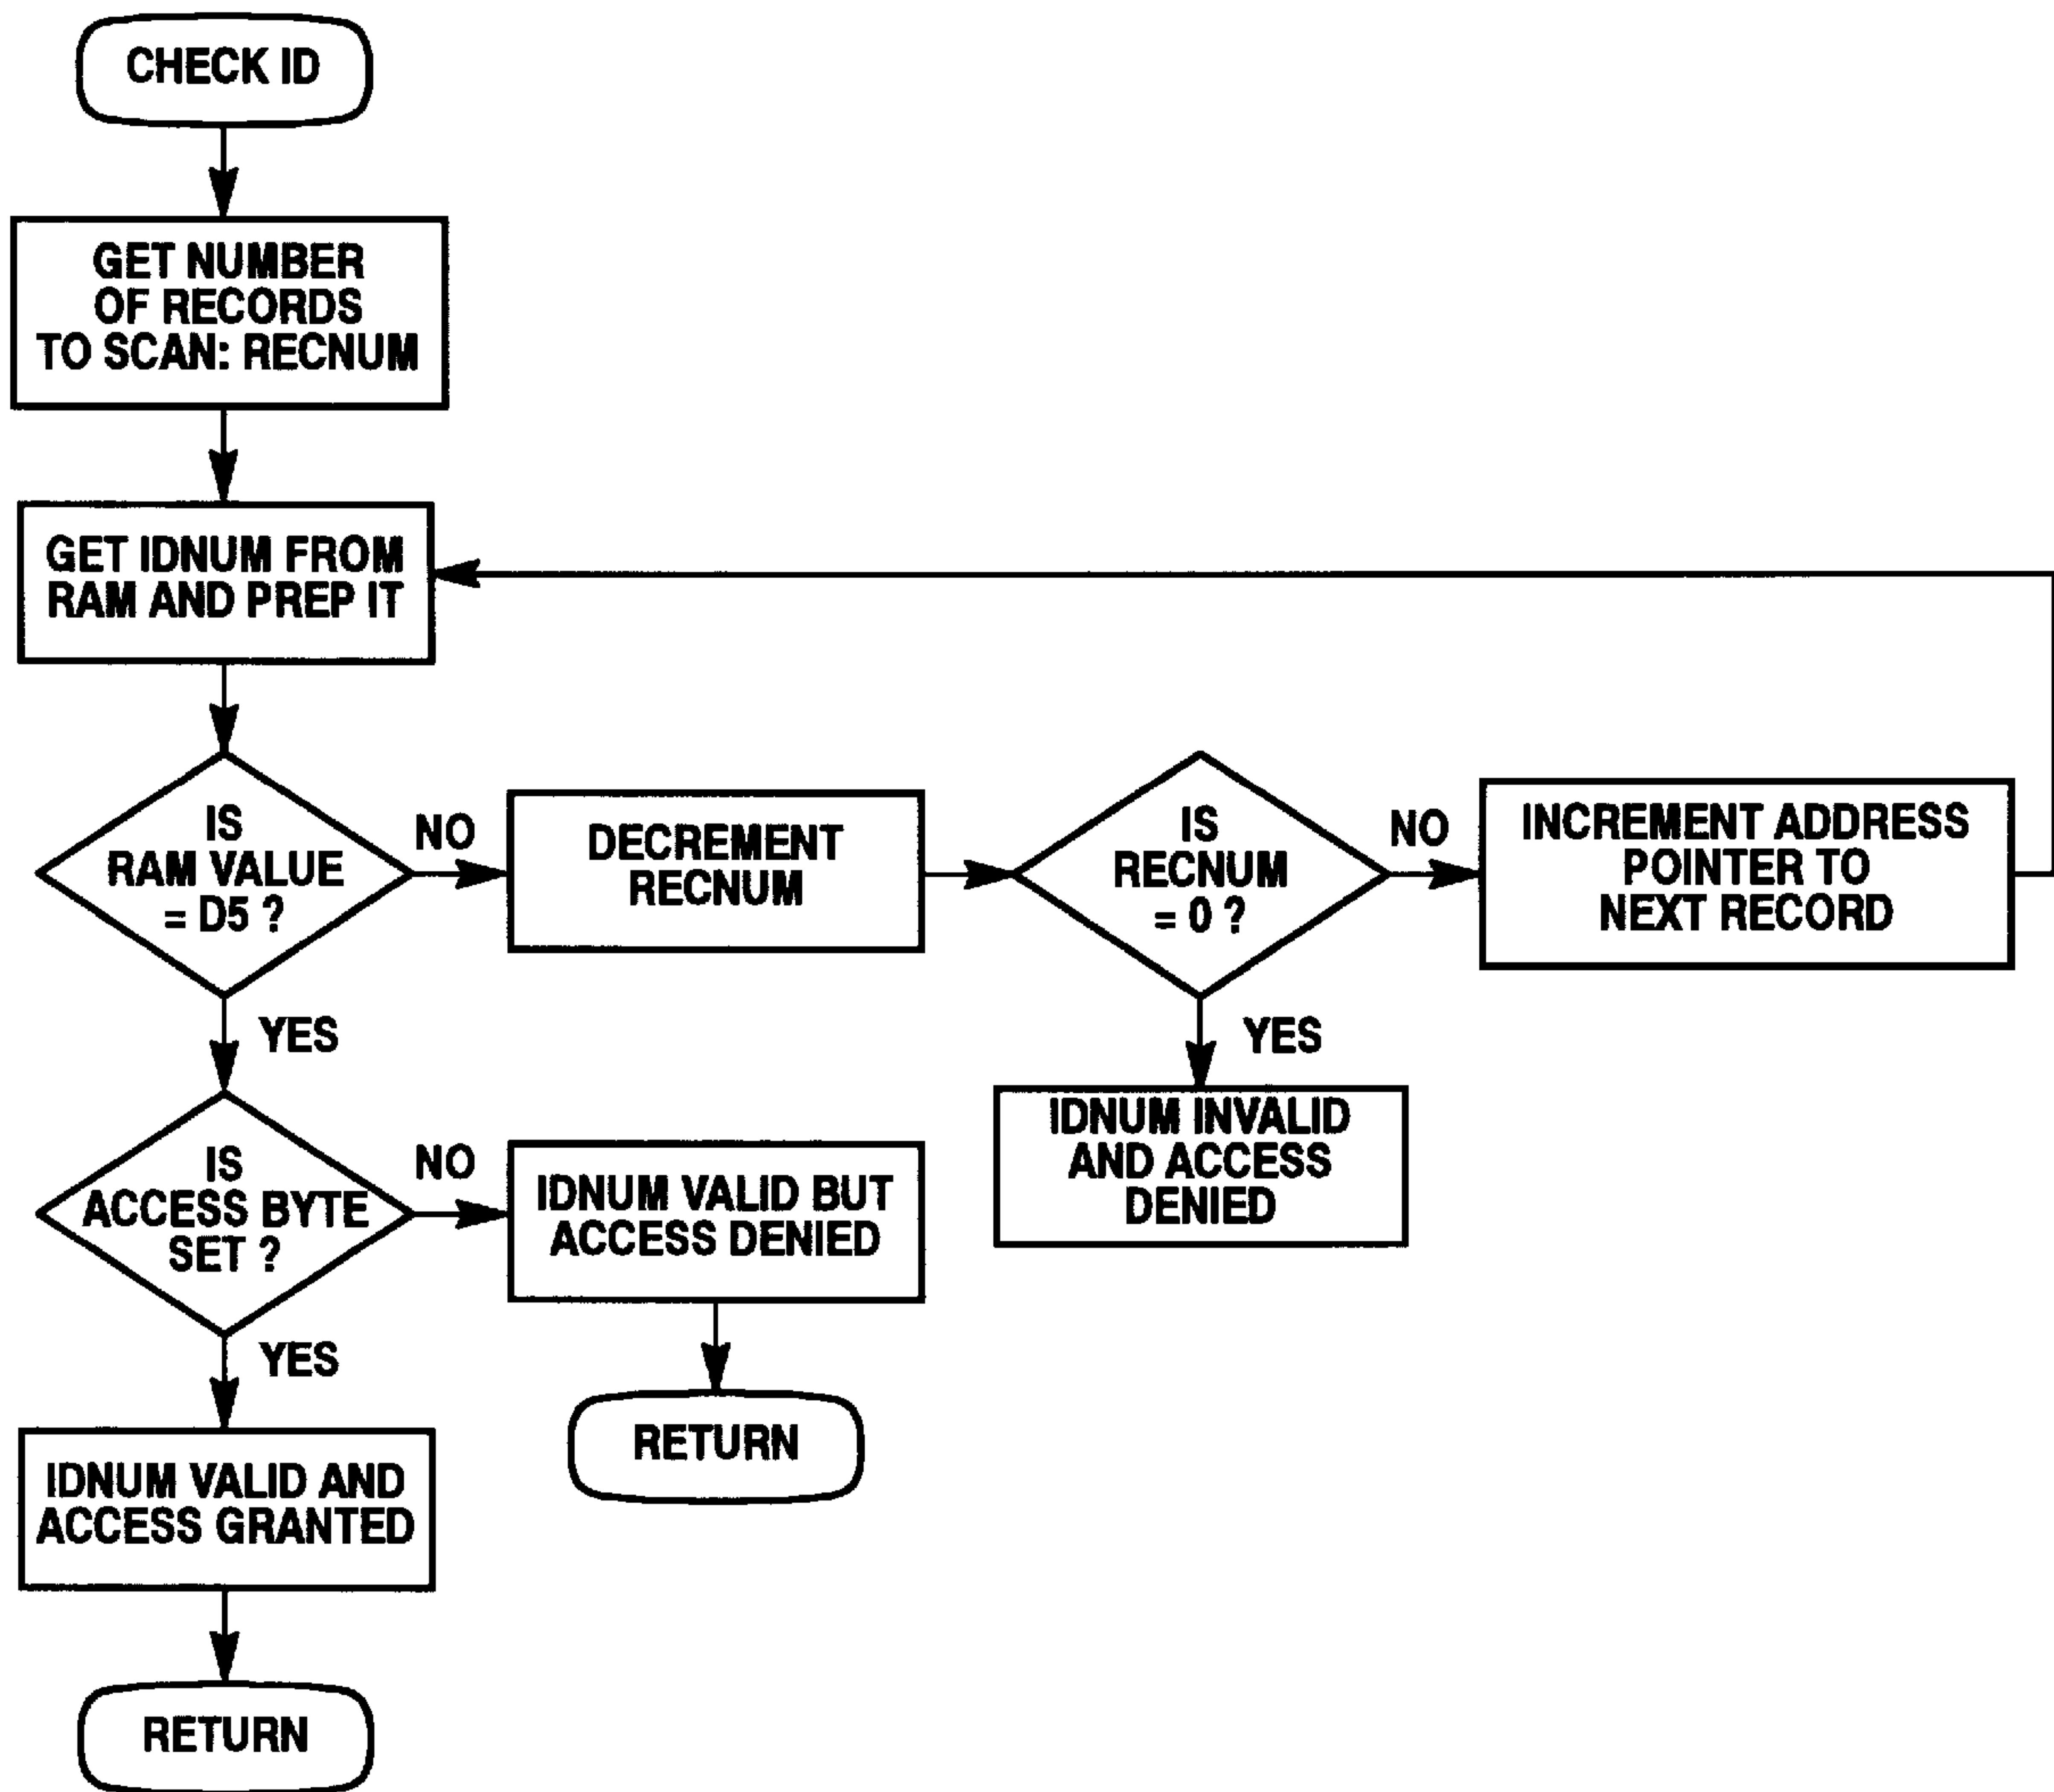 CHECK ID
GET NUMBER
OF RECORDS
TO SCAN: RECNUM
GET IDNUM FROM
RAM AND PREP IT
IS
RAM VALUE
= D5 ?
NO
DECREMENT
RECNUM
IS
RECNUM
= 0 ?
NO
INCREMENT ADDRESS
POINTER TO
NEXT RECORD
YES
YES
IDNUM INVALID
AND ACCESS
DENIED
IS
ACCESS BYTE
SET ?
NO
IDNUM VALID BUT
ACCESS DENIED
YES
RETURN
IDNUM VALID AND
ACCESS GRANTED
RETURN